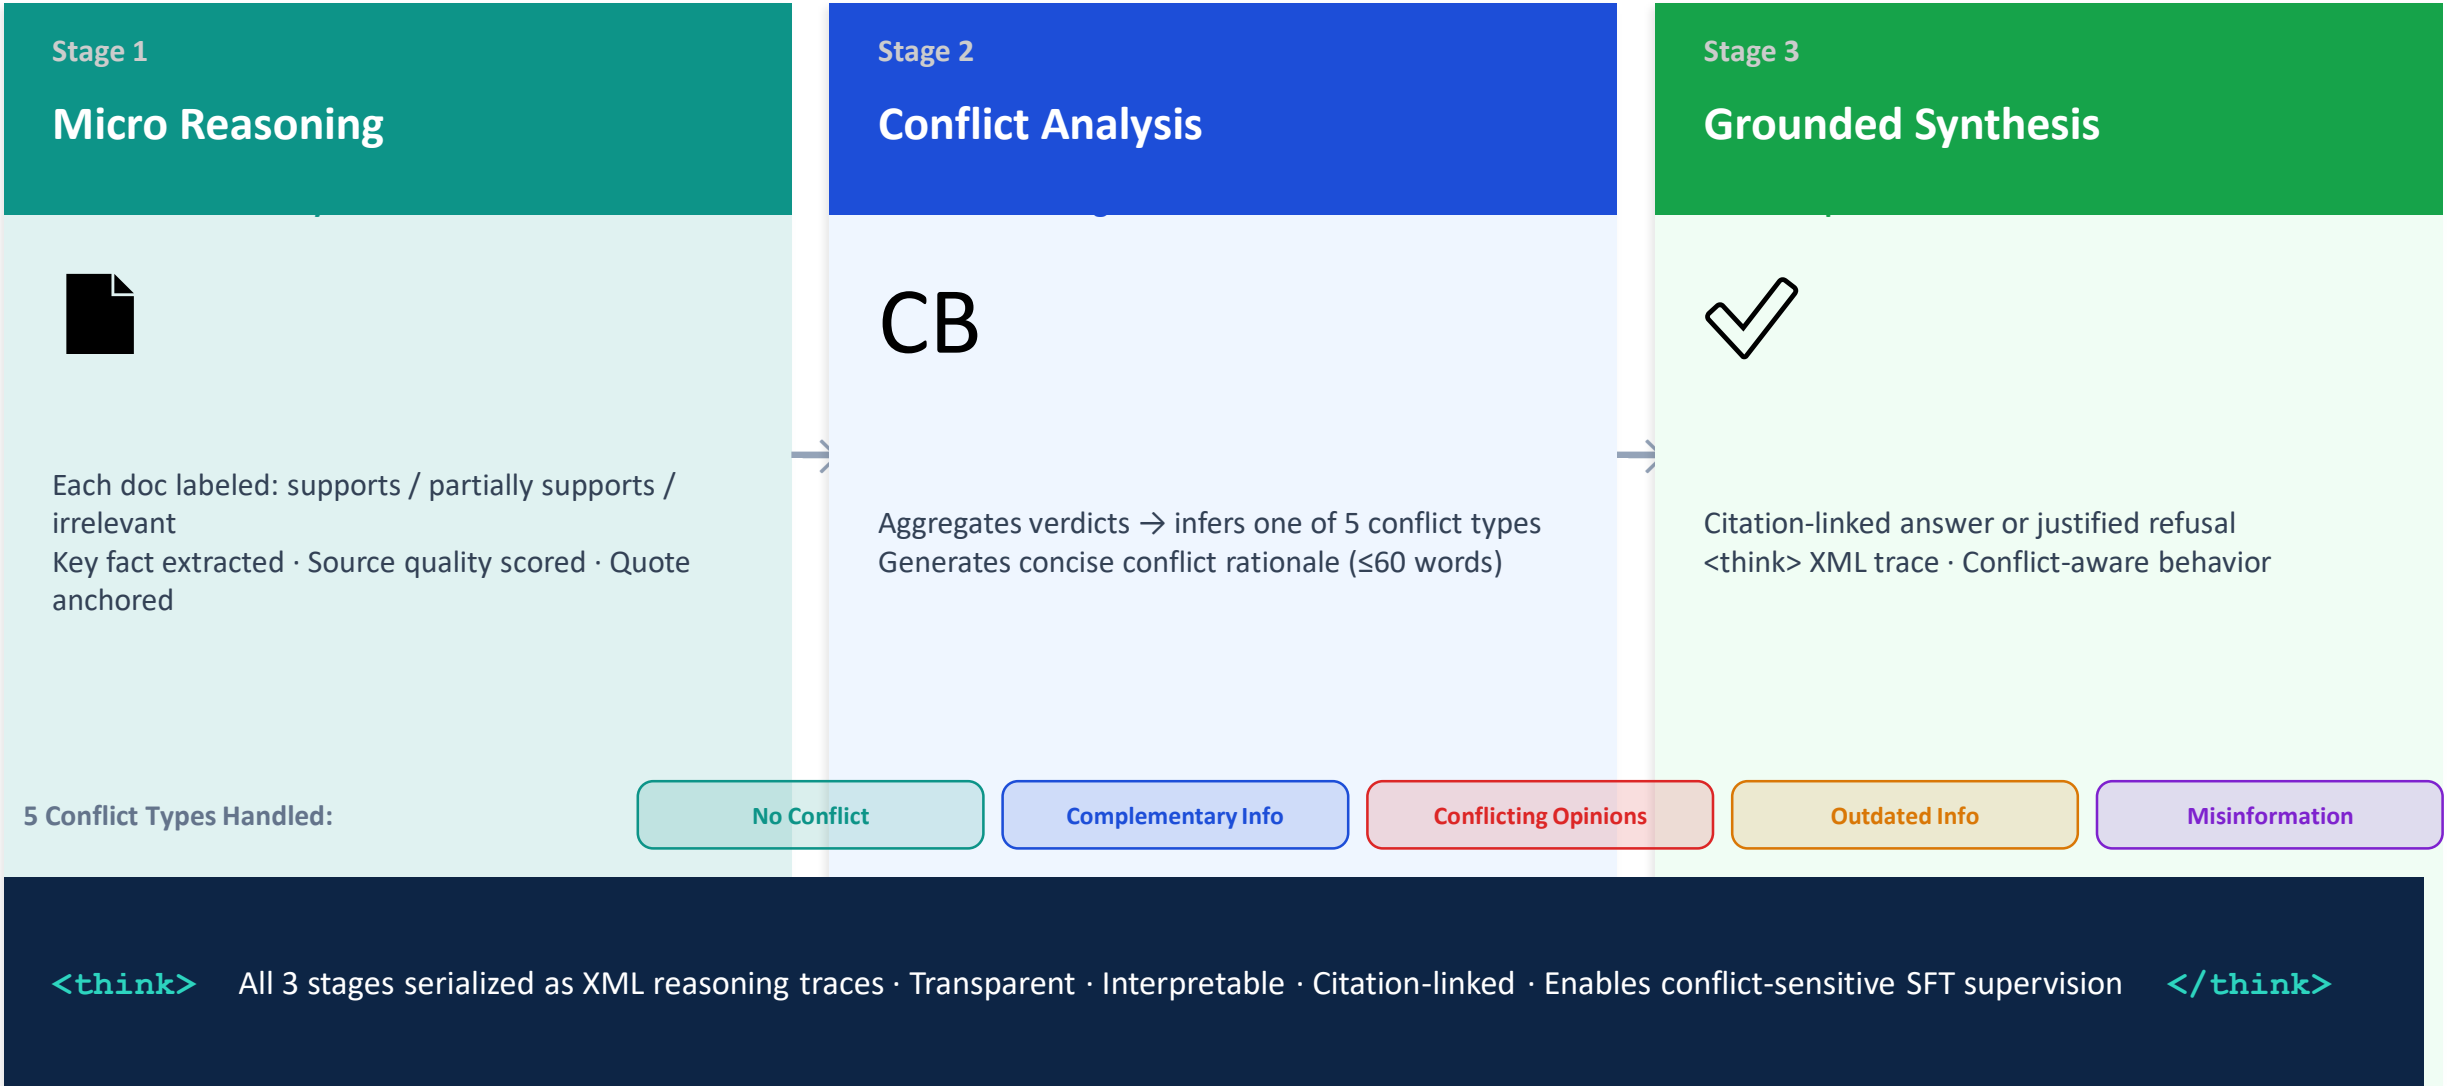 Stage 1
Micro Reasoning
Each doc labeled: supports / partially supports /
irrelevant
Key fact extracted · Source quality scored · Quote
anchored
Stage 2
Conflict Analysis
CB
Aggregates verdicts → infers one of 5 conflict types
Generates concise conflict rationale (≤60 words)
Stage 3
Grounded Synthesis
Citation-linked answer or justified refusal
<think> XML trace · Conflict-aware behavior
5 Conflict Types Handled:
No Conflict
Complementary Info
Conflicting Opinions
Outdated Info
Misinformation
<think> All 3 stages serialized as XML reasoning traces · Transparent · Interpretable · Citation-linked · Enables conflict-sensitive SFT supervision </think>